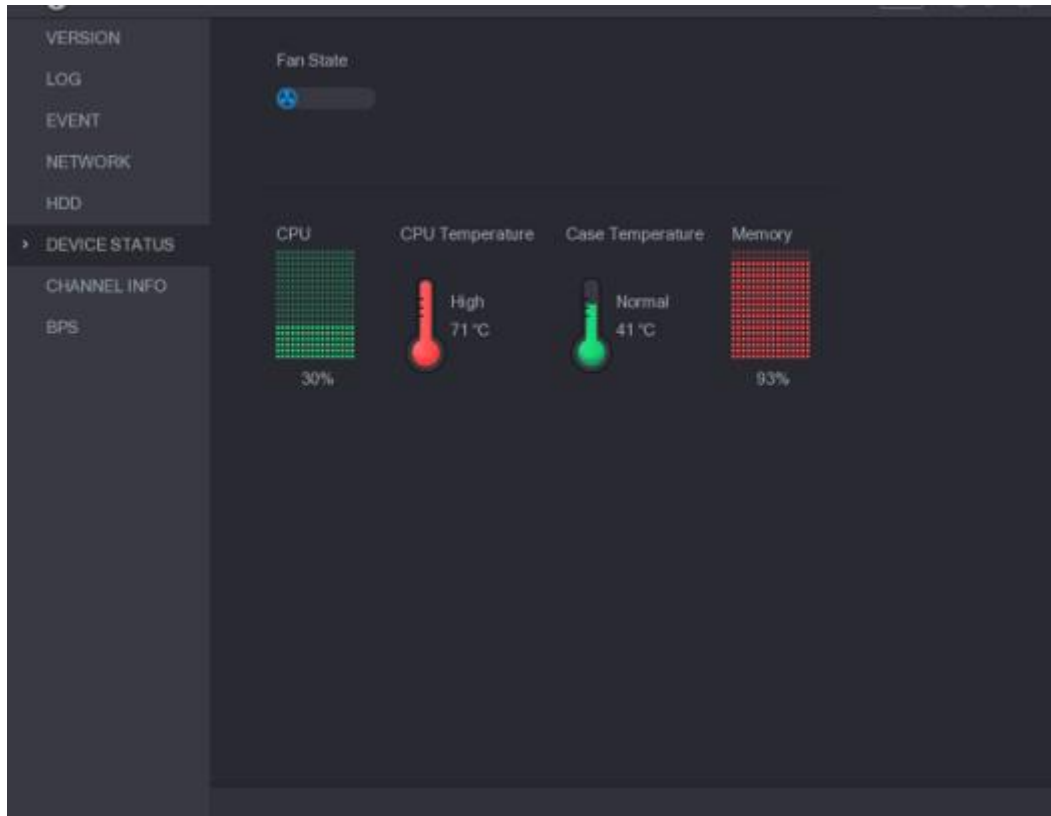 VERSION
LOG
EVENT
NETWORK
HDD
DEVICE STATUS
CHANNEL INFO
BPS
Fan State
CPU
30%
CPU Temperature
High
71 °C
Case Temperature
Normal
41 °C
Memory
93%